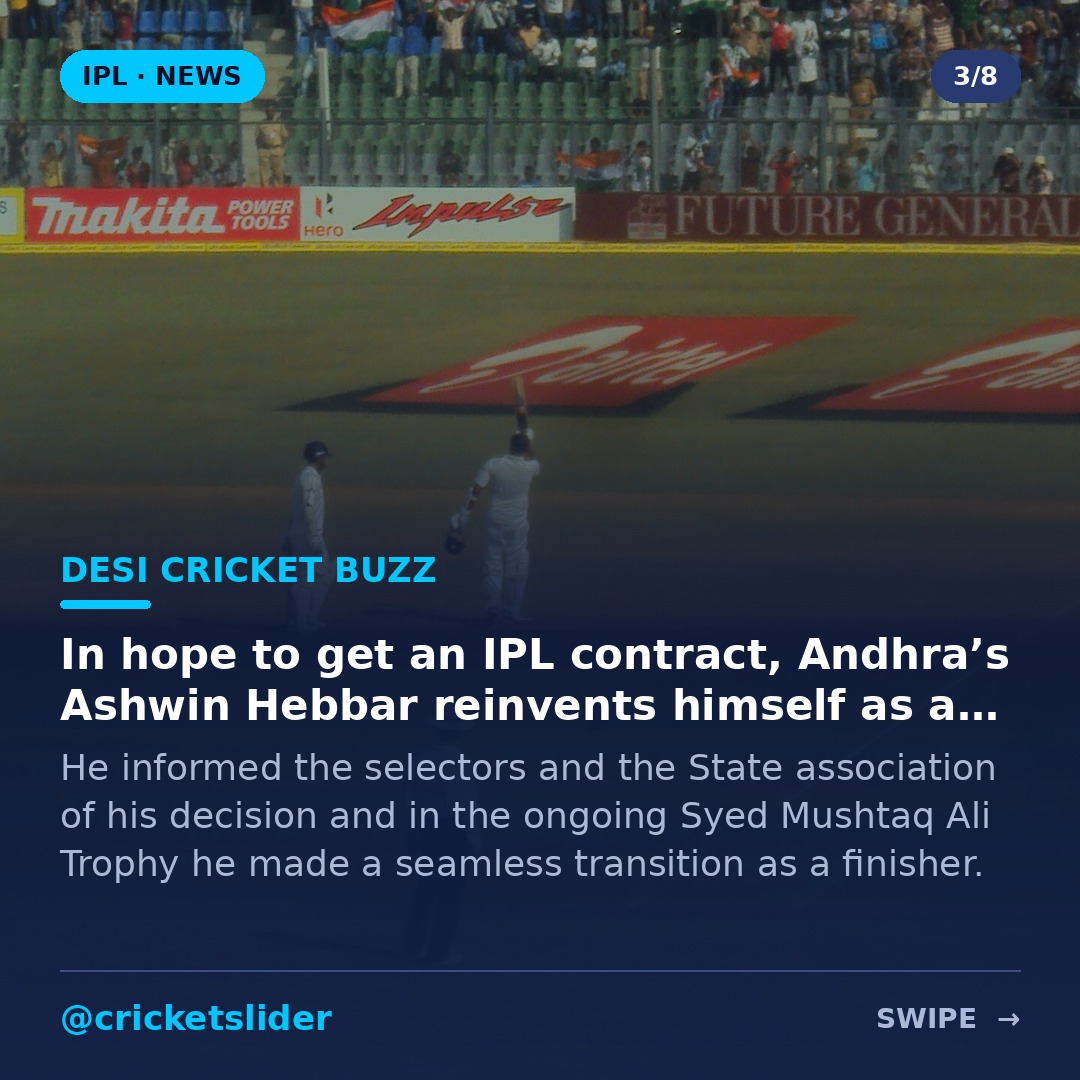 IPL · NEWS
3/8
S
makita POWER TOOLS
Hero
Impulse
FUTURE GENERAL
airtel
DESI CRICKET BUZZ
In hope to get an IPL contract, Andhra’s
Ashwin Hebbar reinvents himself as a…
He informed the selectors and the State association
of his decision and in the ongoing Syed Mushtaq Ali
Trophy he made a seamless transition as a finisher.
@cricketslider
SWIPE →